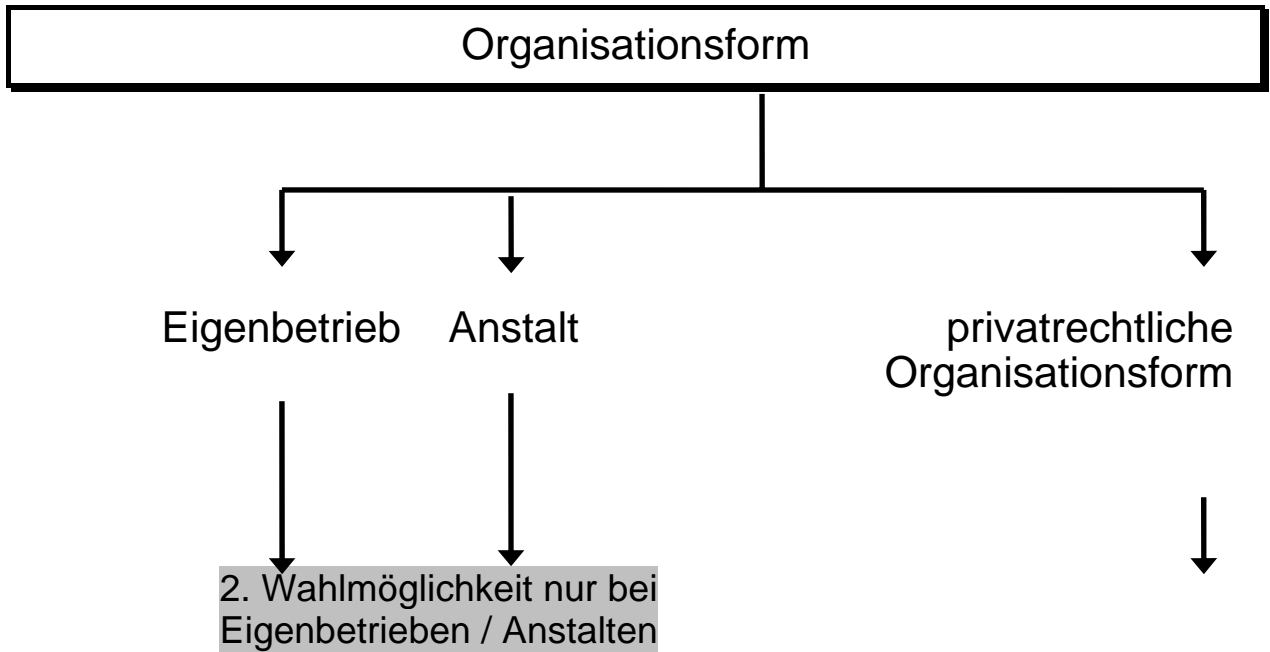 Organisationsform
Eigenbetrieb
Anstalt
privatrechtliche
Organisationsform
2. Wahlmöglichkeit nur bei
Eigenbetrieben / Anstalten